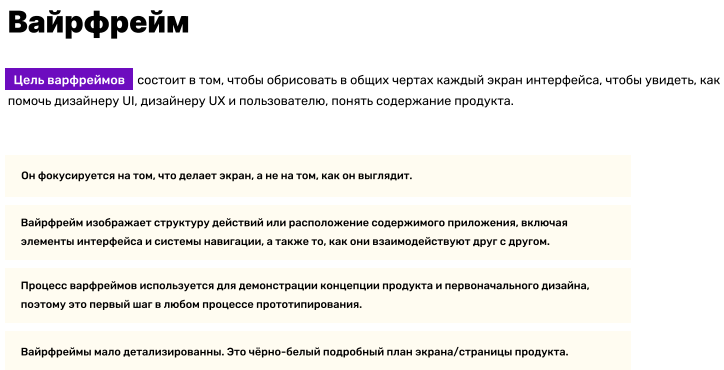 Вайрфрейм
Цель варфреймов состоит в том, чтобы обрисовать в общих чертах каждый экран интерфейса, чтобы увидеть, как
помочь дизайнеру UI, дизайнеру UX и пользователю, понять содержание продукта.
Он фокусируется на том, что делает экран, а не на том, как он выглядит.
Вайрфрейм изображает структуру действий или расположение содержимого приложения, включая
элементы интерфейса и системы навигации, а также то, как они взаимодействуют друг с другом.
Процесс варфреймов используется для демонстрации концепции продукта и первоначального дизайна,
поэтому это первый шаг в любом процессе прототипирования.
Вайрфреймы мало детализированны. Это чёрно-белый подробный план экрана/страницы продукта.